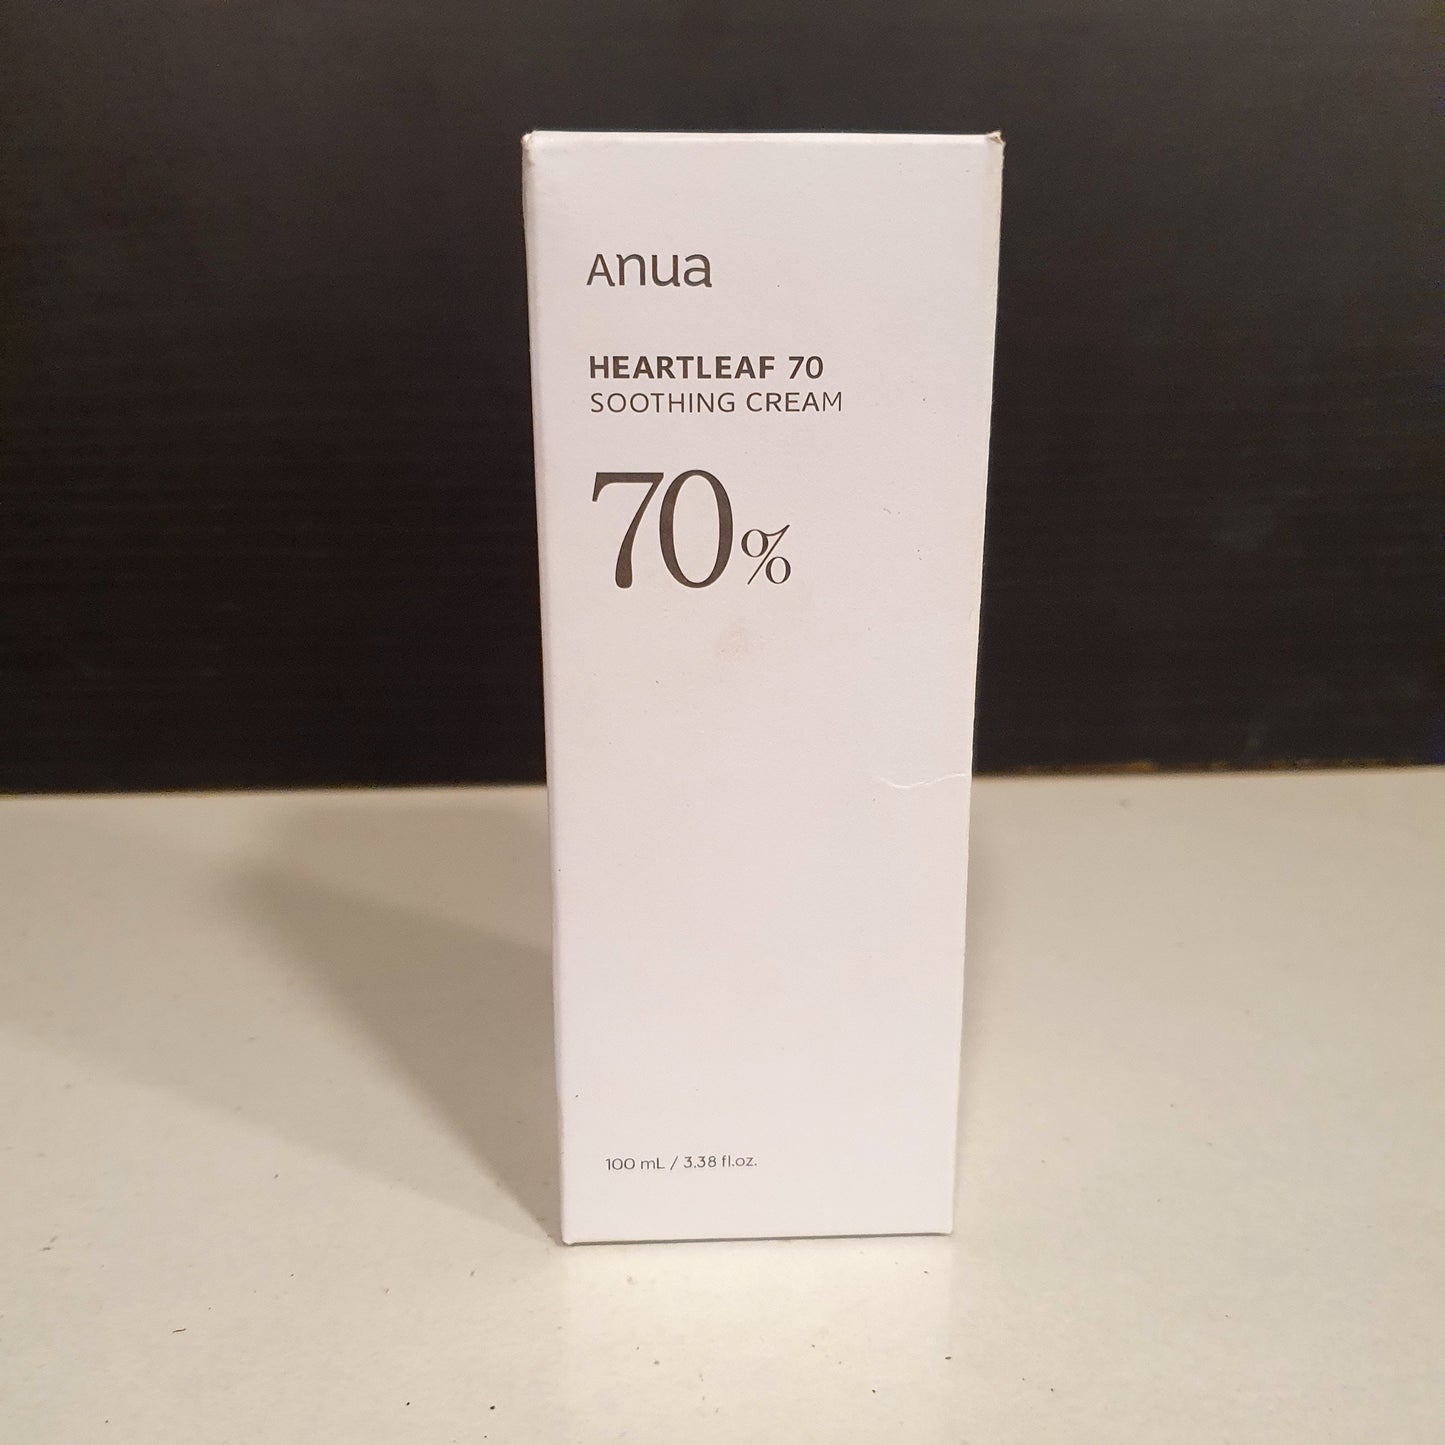 Anua
HEARTLEAF 70
SOOTHING CREAM
70%
100 mL / 3.38 fl.oz.